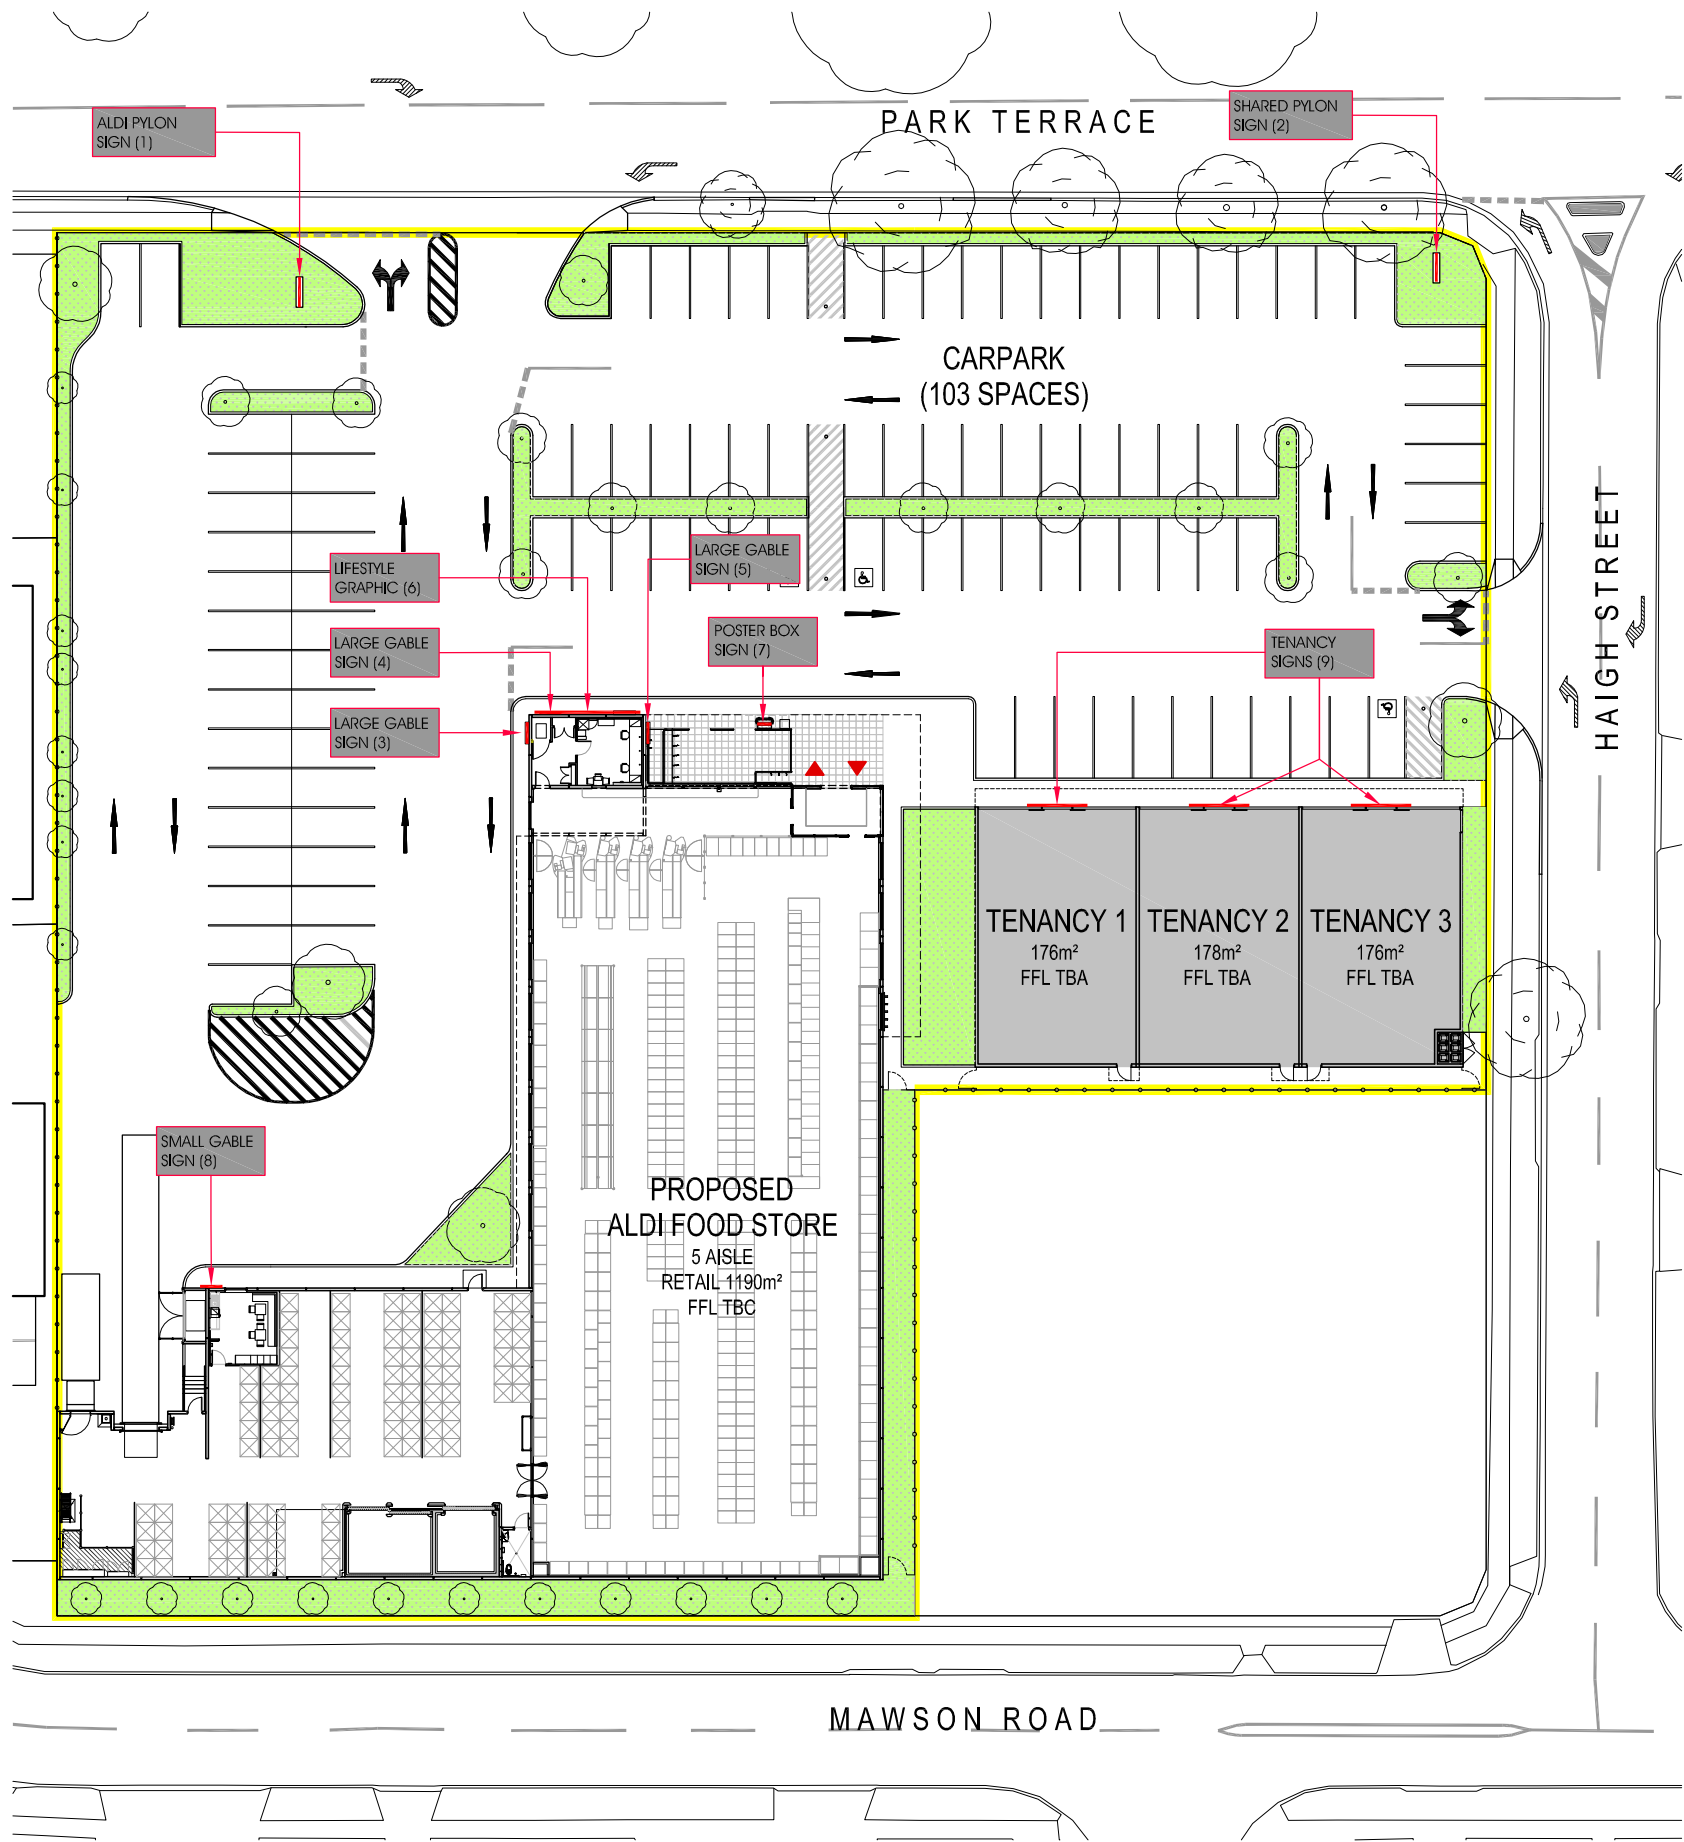 ALDI PYLON
SIGN (1)
PARK TERRACE
SHARED PYLON
SIGN (2)
CARPARK
(103 SPACES)
LARGE GABLE
SIGN (5)
LIFESTYLE
GRAPHIC (6)
HAIGH STREET
LARGE GABLE
SIGN (4)
POSTER BOX
SIGN (7)
TENANCY
SIGNS (9)
LARGE GABLE
SIGN (3)
TENANCY 1
176m²
FFL TBA
TENANCY 2
178m²
FFL TBA
TENANCY 3
176m²
FFL TBA
SMALL GABLE
SIGN (8)
PROPOSED
ALDI FOOD STORE
5 AISLE
RETAIL 1190m²
FFL TBC
MAWSON ROAD